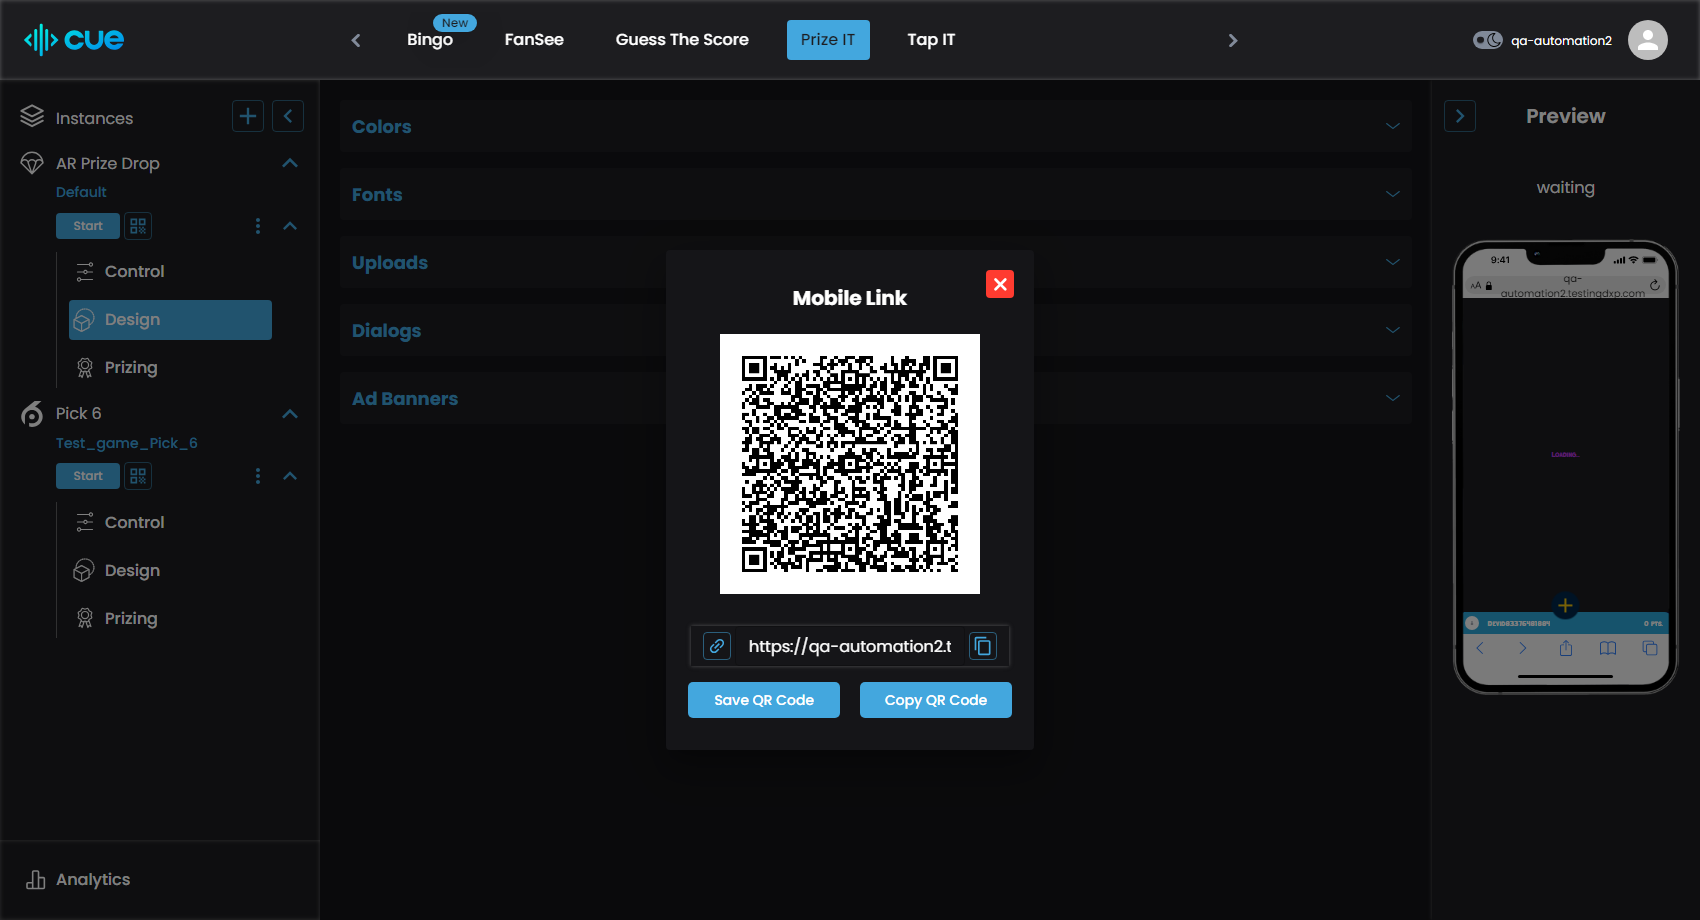 cue
New
Bingo
FanSee
Guess The Score
Prize IT
Tap IT
qa-automation2
Instances
AR Prize Drop
Default
Start
Control
Design
Prizing
Pick 6
Test_game_Pick_6
Start
Control
Design
Prizing
Analytics
Colors
Fonts
Uploads
Dialogs
Ad Banners
Mobile Link
https://qa-automation2.t
Save QR Code
Copy QR Code
Preview
waiting
9:41
AA
qa-
automation2.testingdxp.com
Loading..
0 PTS.